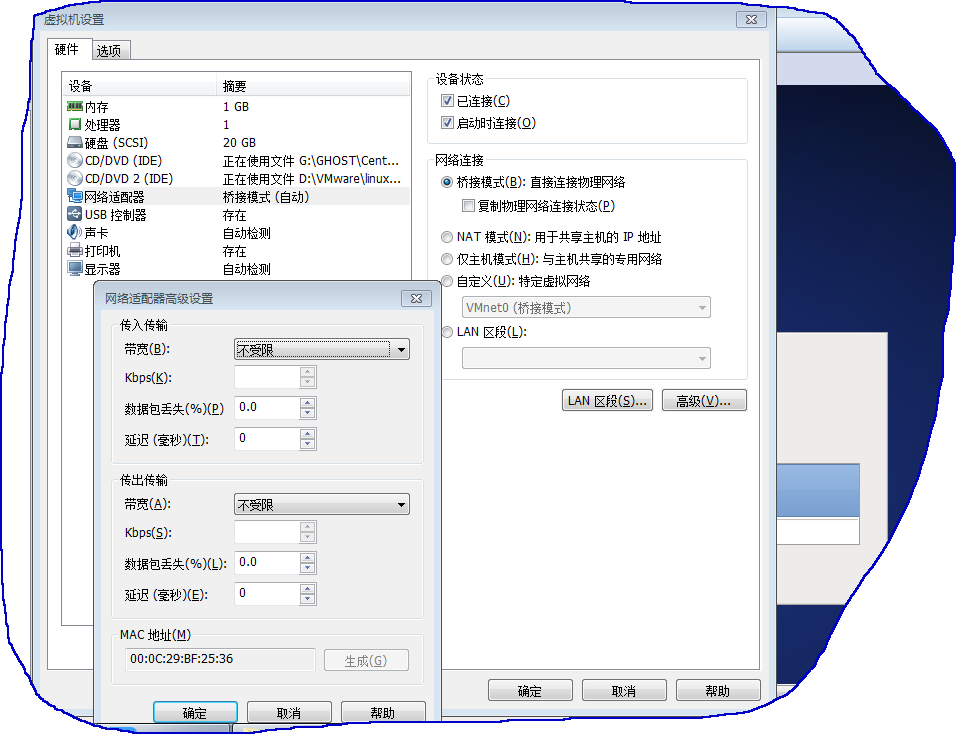 虚拟机设置
硬件 选项
设备 摘要
内存 1 GB
处理器 1
硬盘 (SCSI) 20 GB
CD/DVD (IDE) 正在使用文件 G:\GHOST\Cent...
CD/DVD 2 (IDE) 正在使用文件 D:\VMware\linux...
网络适配器 桥接模式 (自动)
USB 控制器 存在
声卡 自动检测
打印机 存在
显示器 自动检测
设备状态
已连接(C)
启动时连接(O)
网络连接
桥接模式(B): 直接连接物理网络
复制物理网络连接状态(P)
NAT 模式(N): 用于共享主机的 IP 地址
仅主机模式(H): 与主机共享的专用网络
自定义(U): 特定虚拟网络
VMnet0 (桥接模式)
LAN 区段(L):
LAN 区段(S)... 高级(V)...
网络适配器高级设置
传入传输
带宽(B): 不受限
Kbps(K):
数据包丢失(%)(P) 0.0
延迟 (毫秒)(T): 0
传出传输
带宽(A): 不受限
Kbps(S):
数据包丢失(%)(L): 0.0
延迟 (毫秒)(E): 0
MAC 地址(M)
00:0C:29:BF:25:36 生成(G)
确定 取消 帮助
确定 取消 帮助